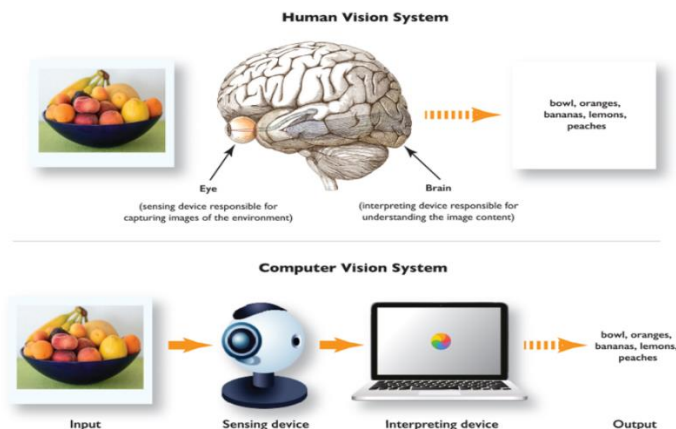 Human Vision System
bowl, oranges,
bananas, lemons,
peaches
Eye
(sensing device responsible for
capturing images of the environment)
Brain
(interpreting device responsible for
understanding the image content)
Computer Vision System
bowl, oranges,
bananas, lemons,
peaches
Input
Sensing device
Interpreting device
Output